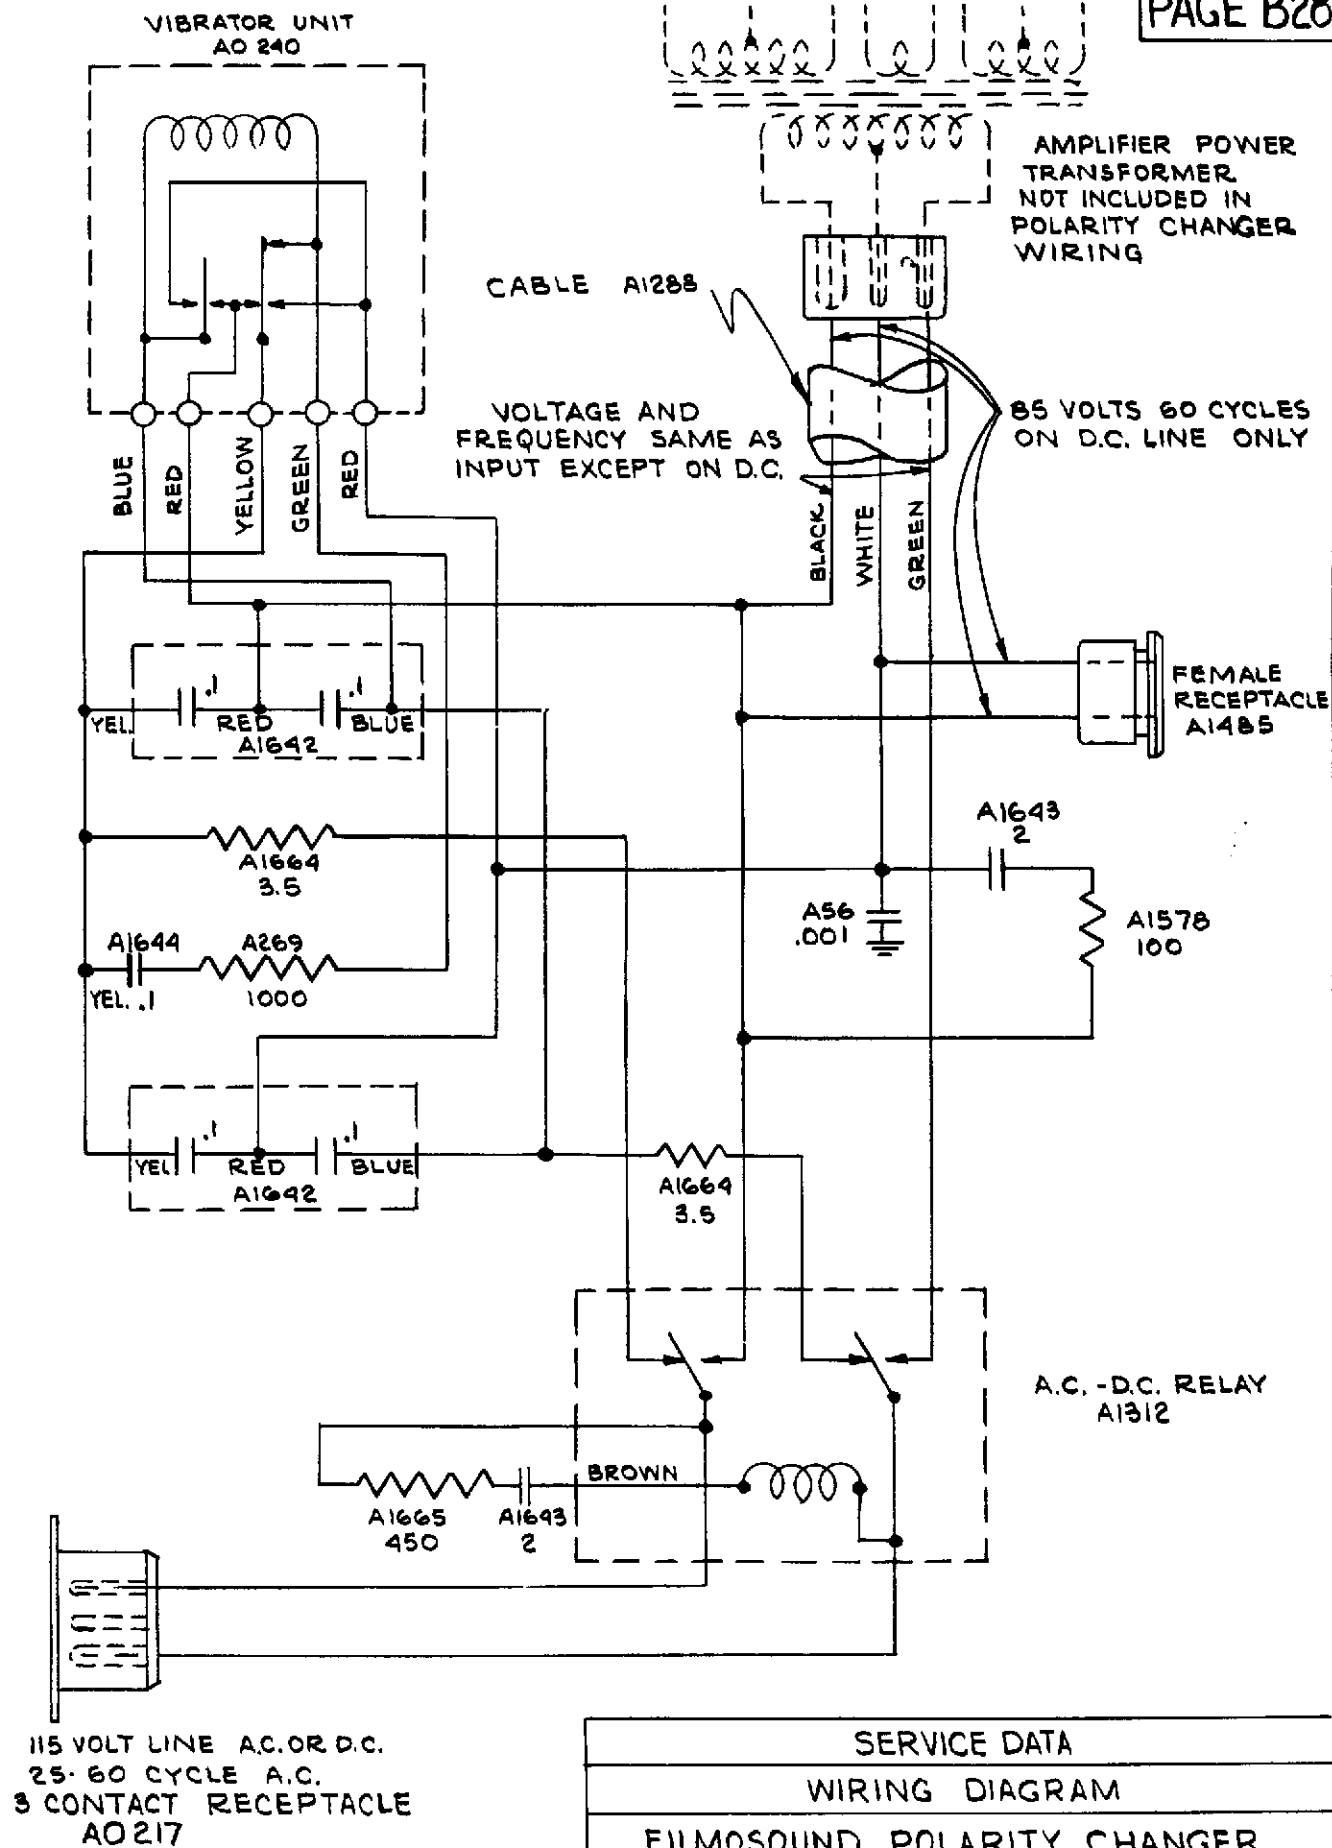 PAGE B28
VIBRATOR UNIT
AO 240
AMPLIFIER POWER
TRANSFORMER
NOT INCLUDED IN
POLARITY CHANGER
WIRING
CABLE A1288
VOLTAGE AND
FREQUENCY SAME AS
INPUT EXCEPT ON D.C.
85 VOLTS 60 CYCLES
ON D.C. LINE ONLY
BLUE
RED
YELLOW
GREEN
RED
BLACK
WHITE
GREEN
FEMALE
RECEPTACLE
A1485
.1
.1
YEL.
RED
BLUE
A1642
A1664
3.5
A1643
2
A56
.001
A1578
100
A1644
YEL. .1
A269
1000
.1
.1
YEL
RED
BLUE
A1642
A1664
3.5
A.C. - D.C. RELAY
A1312
BROWN
A1665
450
A1643
2
115 VOLT LINE A.C. OR D.C.
25-60 CYCLE A.C.
3 CONTACT RECEPTACLE
AO217
SERVICE DATA
WIRING DIAGRAM
FILMOSOUND POLARITY CHANGER